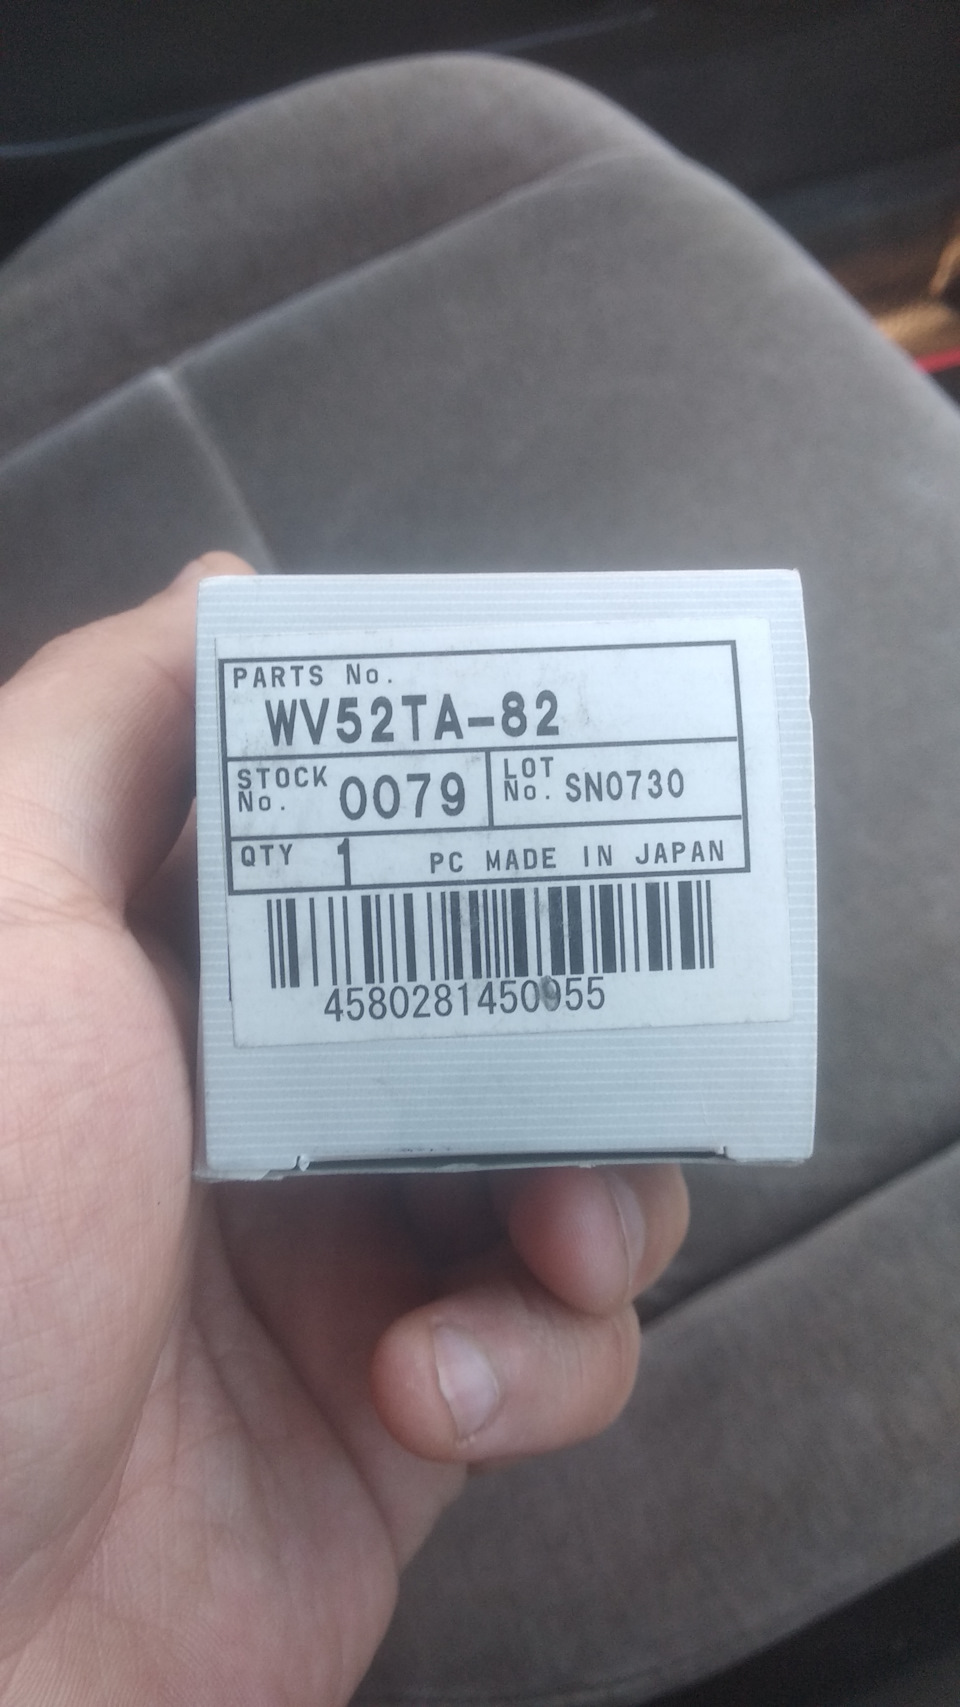 PARTS No.
WV52TA-82
STOCK No. 0079
LOT No. SN0730
QTY 1 PC MADE IN JAPAN
4580281450955